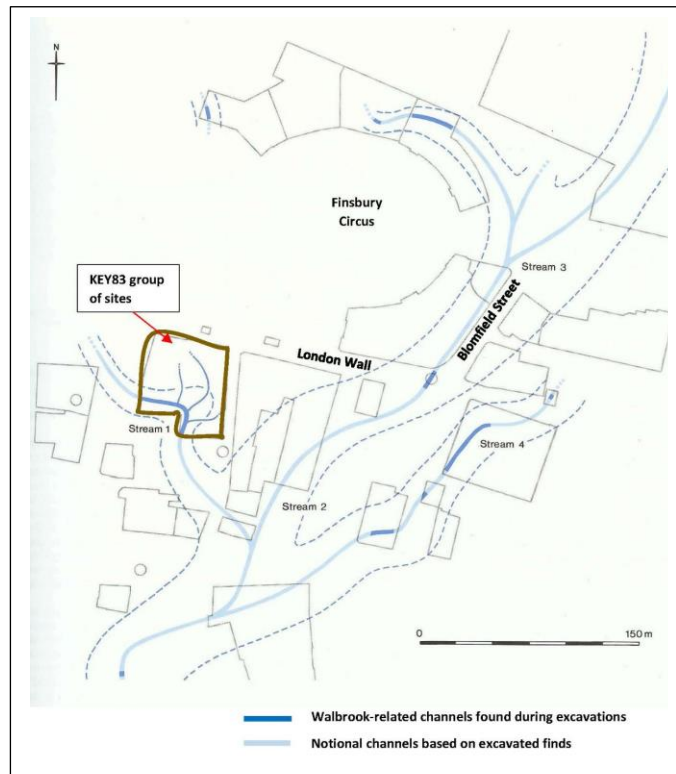 N
Finsbury
Circus
KEY83 group
of sites
Stream 3
Blomfield Street
London Wall
Stream 1
Stream 4
Stream 2
0
150 m
Walbrook-related channels found during excavations
Notional channels based on excavated finds